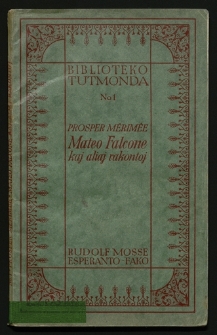 BIBLIOTEKO
TUTMONDA
No. 1
PROSPER MÉRIMÉE
Mateo Falcone
kaj aliaj rakontoj
RUDOLF MOSSE
ESPERANTO FAKO